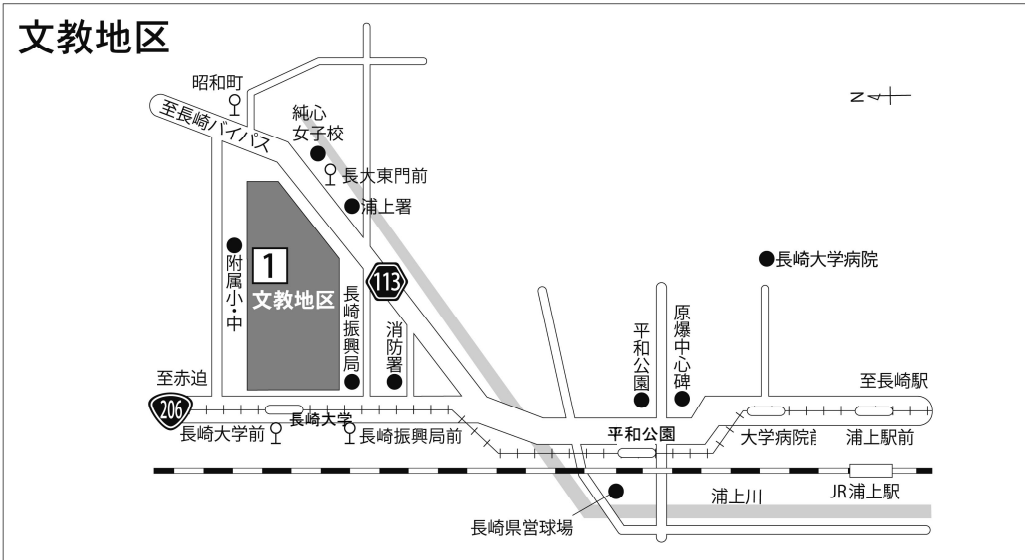 文教地区
昭和町
至長崎バイパス
純心
女子校
長大東門前
浦上署
N
附属小・中
1
文教地区
長崎振興局
113
消防署
長崎大学病院
平和公園
原爆中心碑
至赤迫
至長崎駅
206
長崎大学
長崎大学前
長崎振興局前
平和公園
大学病院前
浦上駅前
浦上川
JR浦上駅
長崎県営球場